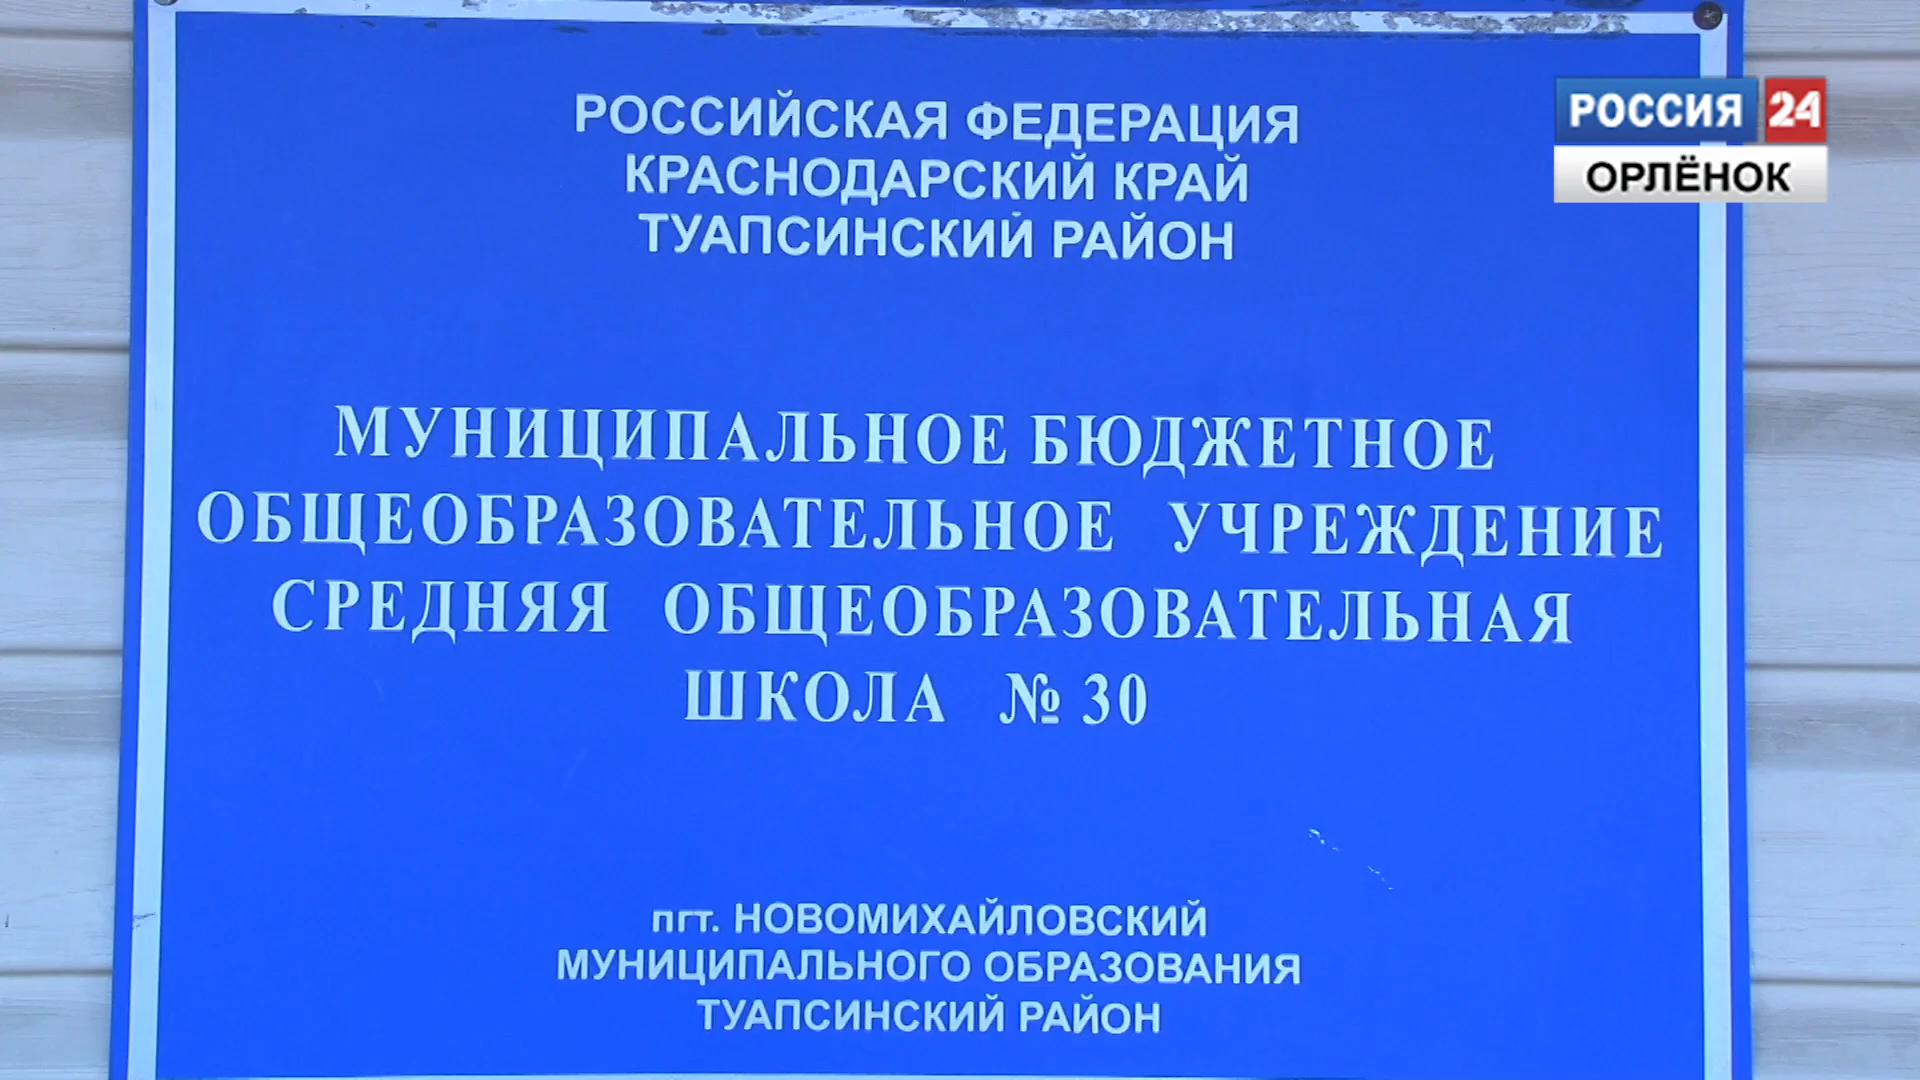 РОССИЙСКАЯ ФЕДЕРАЦИЯ
КРАСНОДАРСКИЙ КРАЙ
ТУАПСИНСКИЙ РАЙОН
РОССИЯ 24
ОРЛЁНОК
МУНИЦИПАЛЬНОЕ БЮДЖЕТНОЕ
ОБЩЕОБРАЗОВАТЕЛЬНОЕ УЧРЕЖДЕНИЕ
СРЕДНЯЯ ОБЩЕОБРАЗОВАТЕЛЬНАЯ
ШКОЛА № 30
пгт. НОВОМИХАЙЛОВСКИЙ
МУНИЦИПАЛЬНОГО ОБРАЗОВАНИЯ
ТУАПСИНСКИЙ РАЙОН